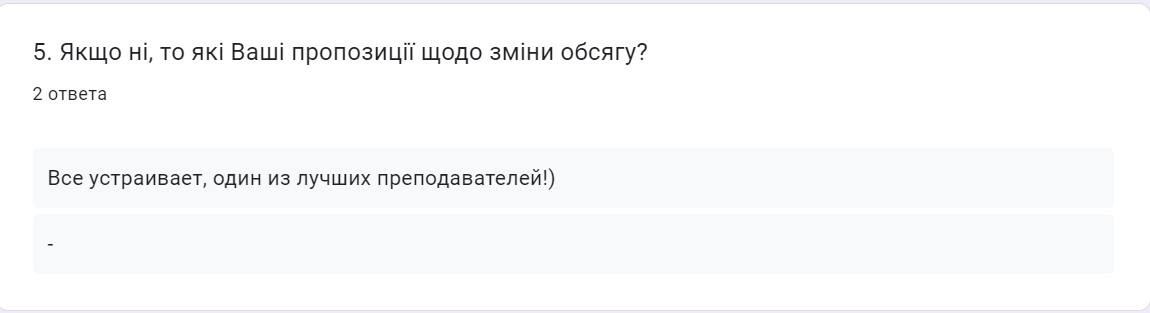 5. Якщо ні, то які Ваші пропозиції щодо зміни обсягу?
2 ответа
Все устраивает, один из лучших преподавателей!)
-